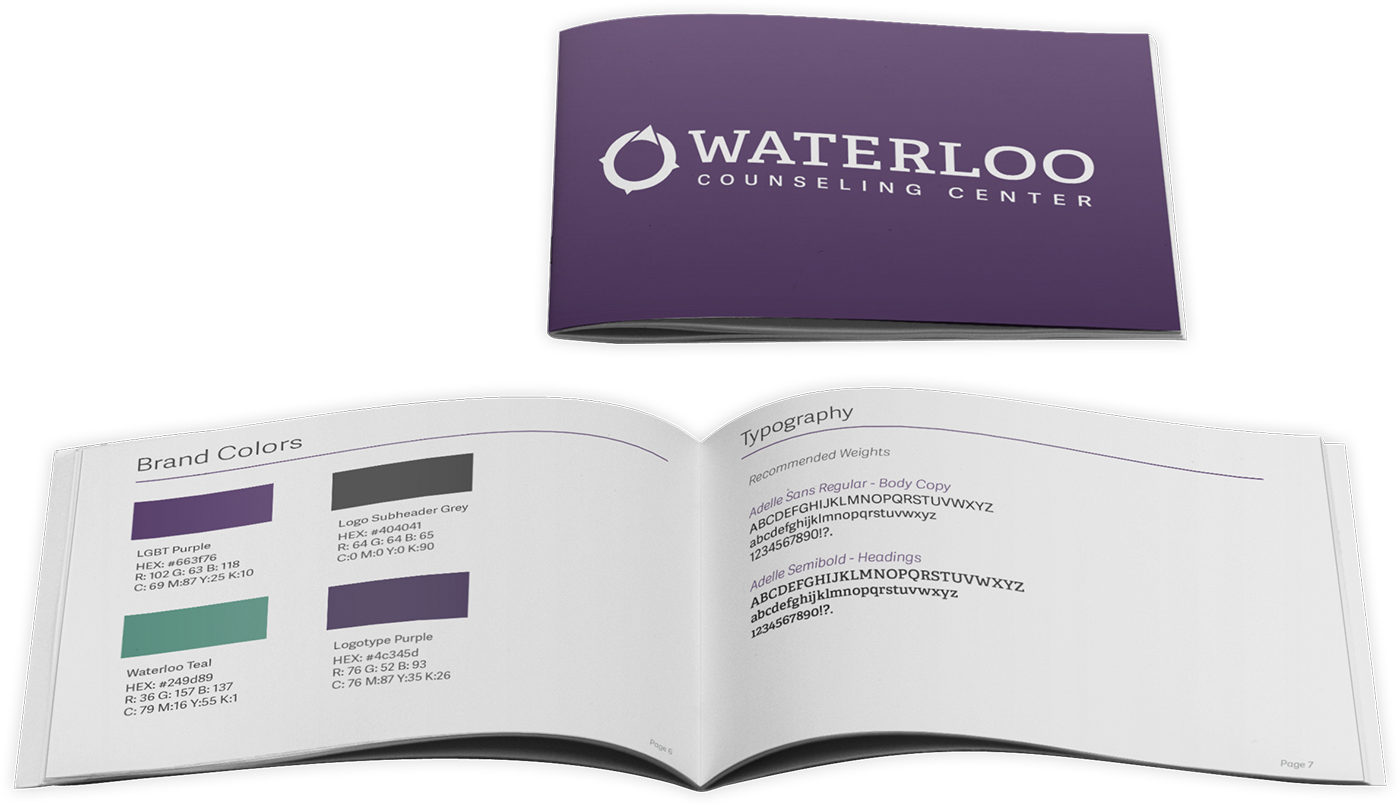 WATERLOO
COUNSELING CENTER
Brand Colors
LGBT Purple
HEX: #663f76
R: 102 G: 63 B: 118
C: 69 M:87 Y:25 K:10
Logo Subheader Grey
HEX: #404041
R: 64 G: 64 B: 65
C:0 M:0 Y:0 K:90
Waterloo Teal
HEX: #249d89
R: 36 G: 157 B: 137
C: 79 M:16 Y:55 K:1
Logotype Purple
HEX: #4c345d
R: 76 G: 52 B: 93
C: 76 M:87 Y:35 K:26
Page 6
Typography
Recommended Weights
Adelle Sans Regular - Body Copy
ABCDEFGHIJKLMNOPQRSTUVWXYZ
abcdefghijklmnopqrstuvwxyz
1234567890!?.
Adelle Semibold - Headings
ABCDEFGHIJKLMNOPQRSTUVWXYZ
abcdefghijklmnopqrstuvwxyz
1234567890!?.
Page 7